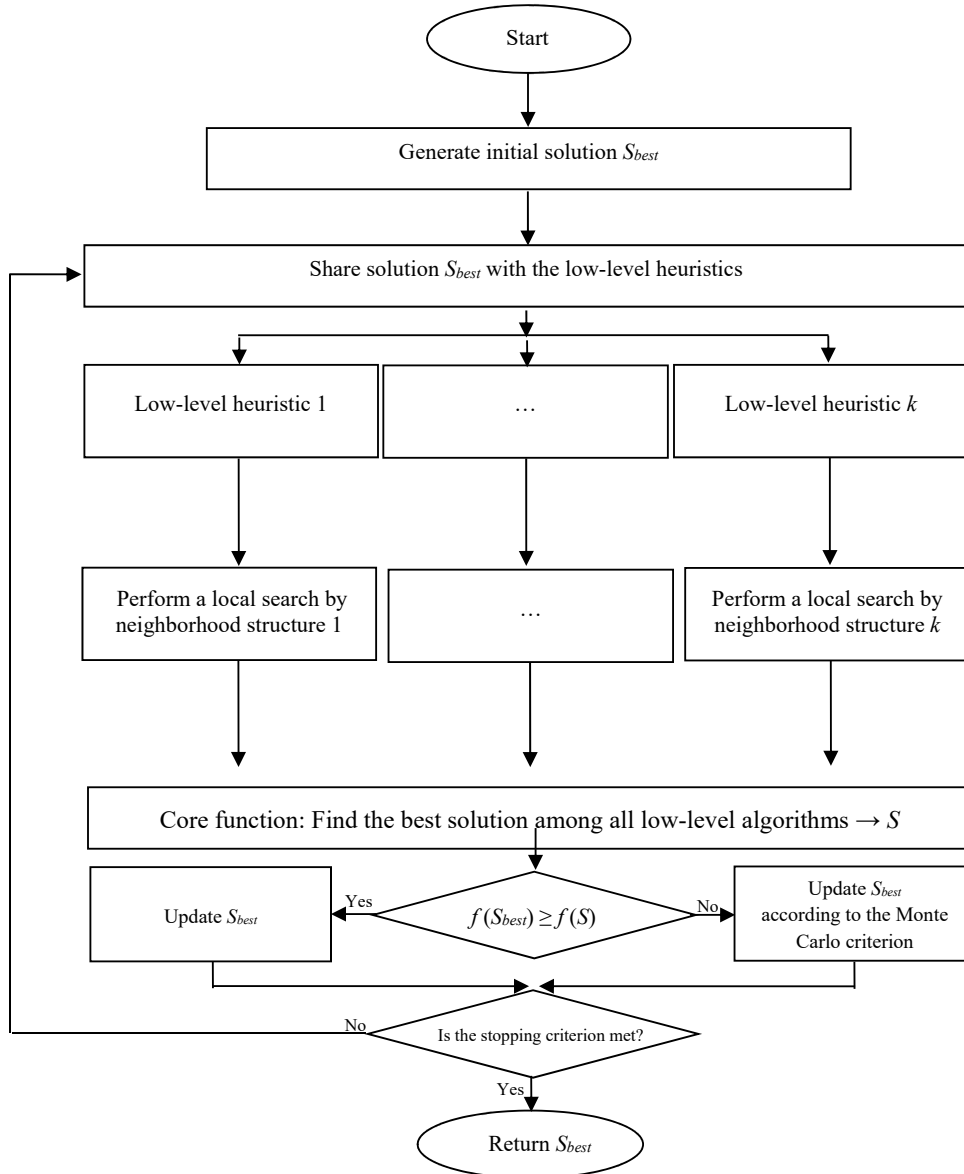 Start
Generate initial solution Sbest
Share solution Sbest with the low-level heuristics
Low-level heuristic 1
…
Low-level heuristic k
Perform a local search by
neighborhood structure 1
…
Perform a local search by
neighborhood structure k
Core function: Find the best solution among all low-level algorithms → S
Update Sbest
Yes
f (Sbest) ≥ f (S)
No
Update Sbest
according to the Monte
Carlo criterion
No
Is the stopping criterion met?
Yes
Return Sbest